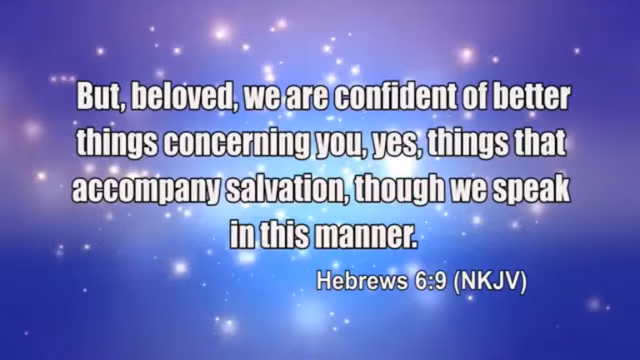 But, beloved, we are confident of better
things concerning you, yes, things that
accompany salvation, though we speak
in this manner.
Hebrews 6:9 (NKJV)